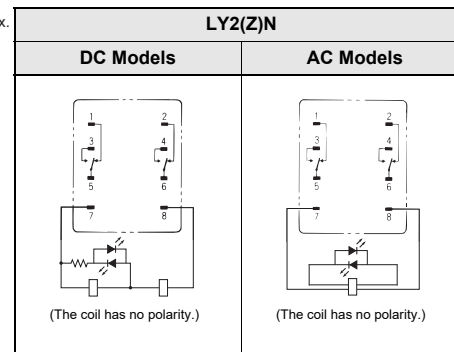 x.
LY2(Z)N
DC Models
AC Models
1 2
3 4
5 6
7 8
(The coil has no polarity.)
1 2
3 4
5 6
7 8
(The coil has no polarity.)